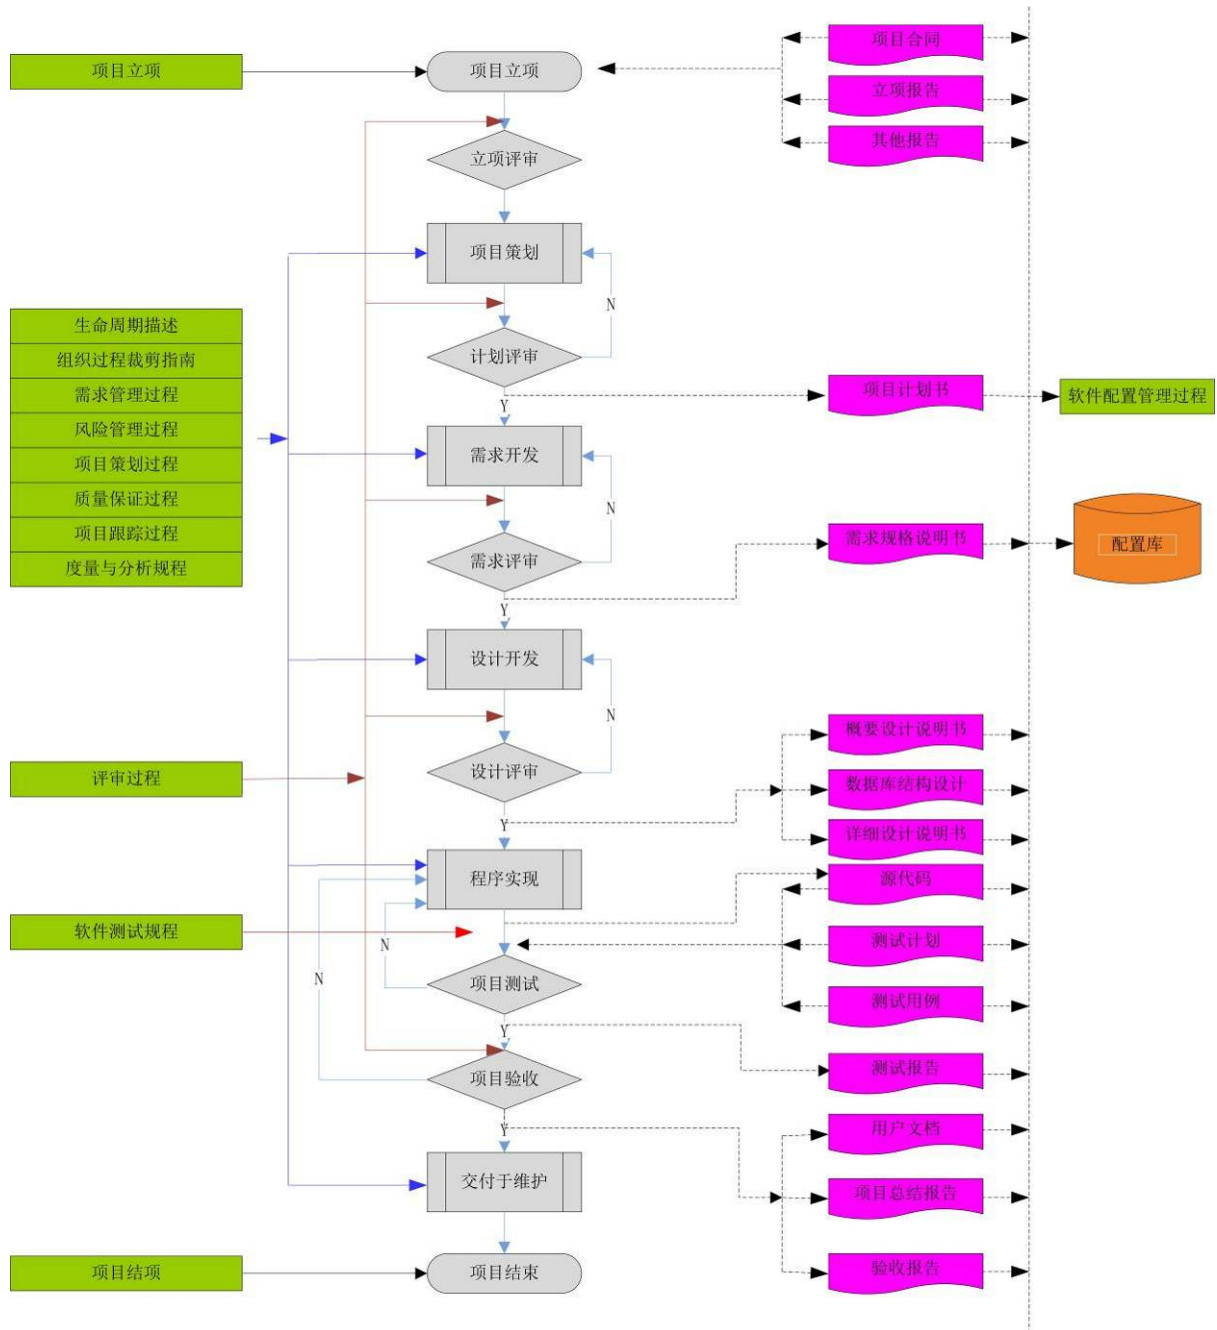 项目合同
项目立项
项目立项
立项报告
其他报告
立项评审
项目策划
N
生命周期描述
组织过程裁剪指南
需求管理过程
风险管理过程
项目策划过程
质量保证过程
项目跟踪过程
度量与分析规程
计划评审
项目计划书
软件配置管理过程
Y
需求开发
N
需求规格说明书
配置库
需求评审
Y
设计开发
N
概要设计说明书
评审过程
设计评审
数据库结构设计
Y
详细设计说明书
程序实现
源代码
软件测试规程
N
测试计划
N
项目测试
测试用例
Y
测试报告
项目验收
Y
用户文档
交付于维护
项目总结报告
项目结项
项目结束
验收报告